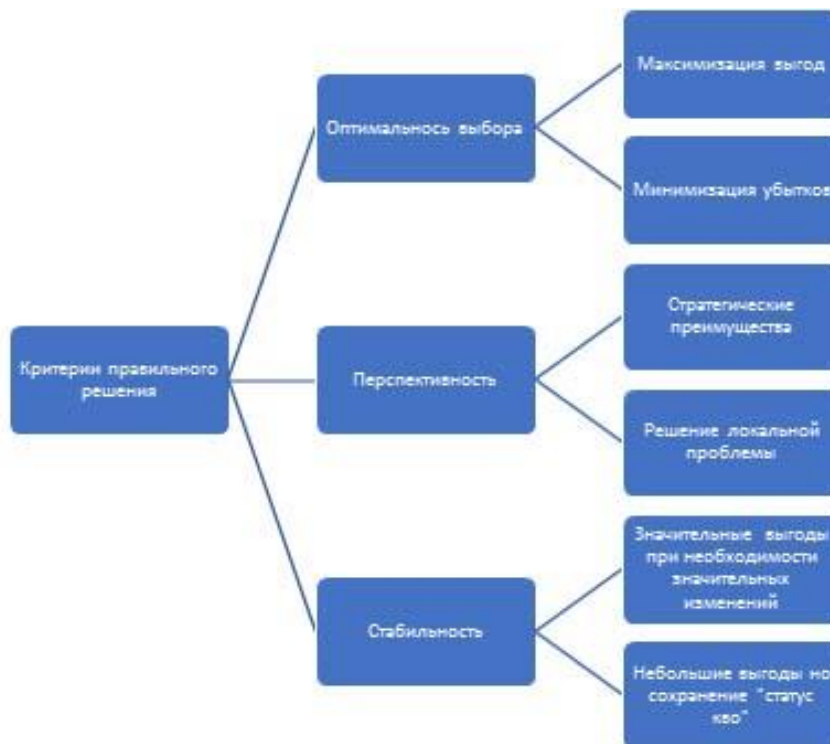 Критерии правильного
решения
Оптимальнось выбора
Максимизация выгод
Минимизация убытков
Перспективность
Стратегические
преимущества
Решение локальной
проблемы
Стабильность
Значительные выгоды
при необходимости
значительных
изменений
Небольшие выгоды но
сохранение "статус
кво"